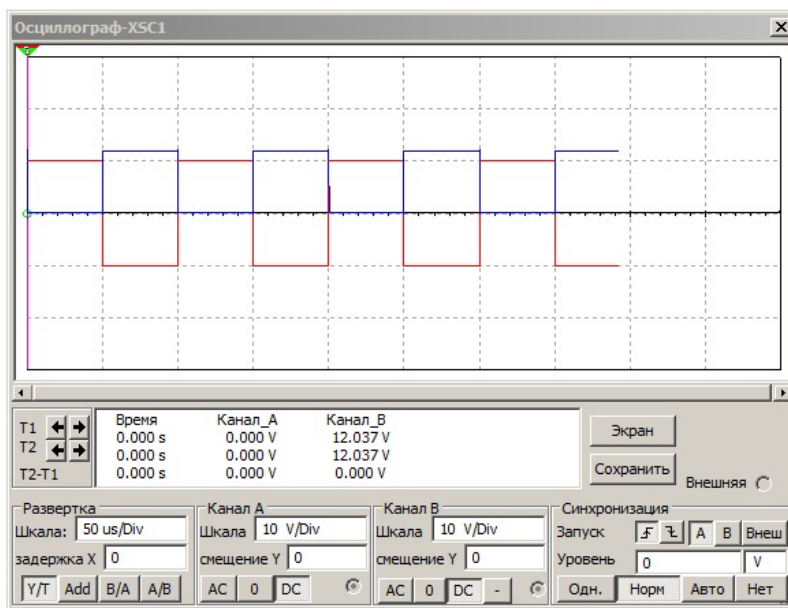 Осциллограф-XSC1
T1
T2
T2-T1
Время Канал_A Канал_B
0.000 s 0.000 V 12.037 V
0.000 s 0.000 V 12.037 V
0.000 s 0.000 V 0.000 V
Экран
Сохранить
Внешняя
Развертка
Шкала: 50 us/Div
задержка X 0
Y/T Add B/A A/B
Канал A
Шкала 10 V/Div
смещение Y 0
AC 0 DC
Канал B
Шкала 10 V/Div
смещение Y 0
AC 0 DC -
Синхронизация
Запуск A B Внеш
Уровень 0 V
Одн. Норм Авто Нет